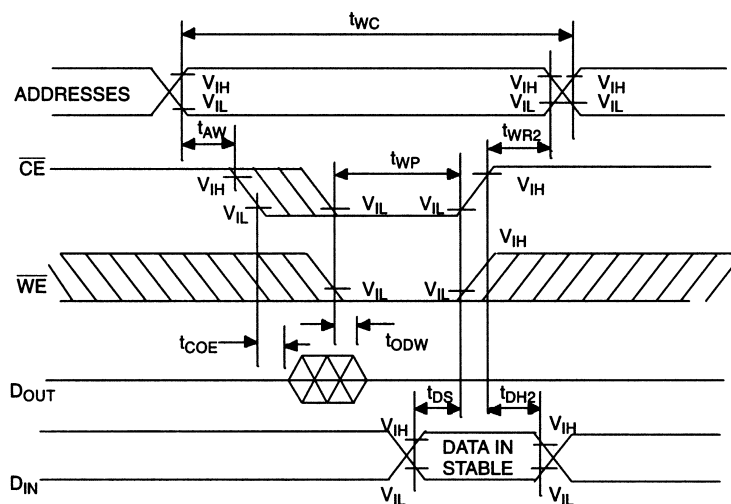 tWC
ADDRESSES
VIH
VIL
VIH
VIL
VIH
VIL
tAW
tWR2
CE
tWP
VIH
VIH
VIL
VIL
VIL
VIH
WE
VIL
VIL
tCOE
tODW
DOUT
tDS
tDH2
VIH
VIH
DATA IN
STABLE
DIN
VIL
VIL